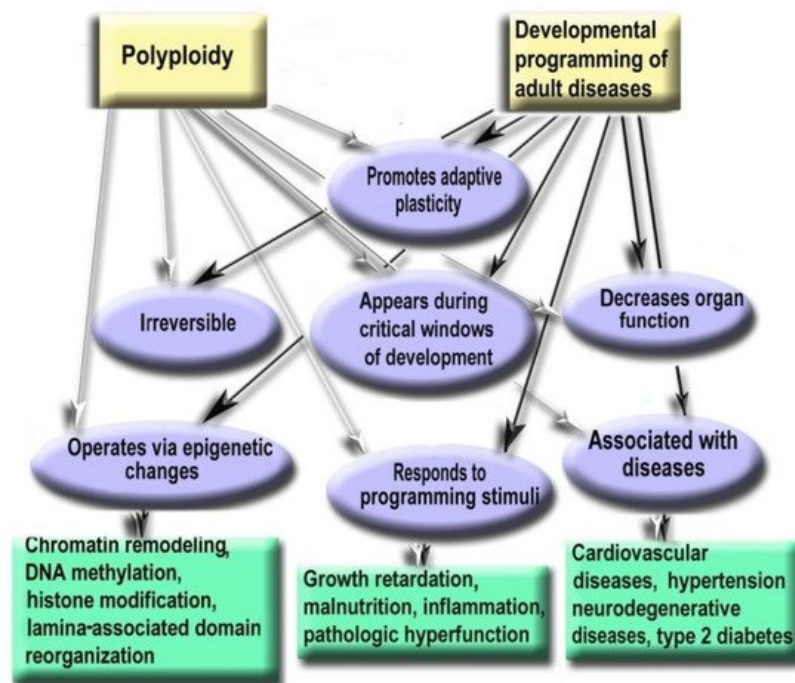 Polyploidy
Developmental
programming of
adult diseases
Promotes adaptive
plasticity
Irreversible
Appears during
critical windows
of development
Decreases organ
function
Operates via epigenetic
changes
Responds to
programming stimuli
Associated with
diseases
Chromatin remodeling,
DNA methylation,
histone modification,
lamina-associated domain
reorganization
Growth retardation,
malnutrition, inflammation,
pathologic hyperfunction
Cardiovascular
diseases, hypertension
neurodegenerative
diseases, type 2 diabetes